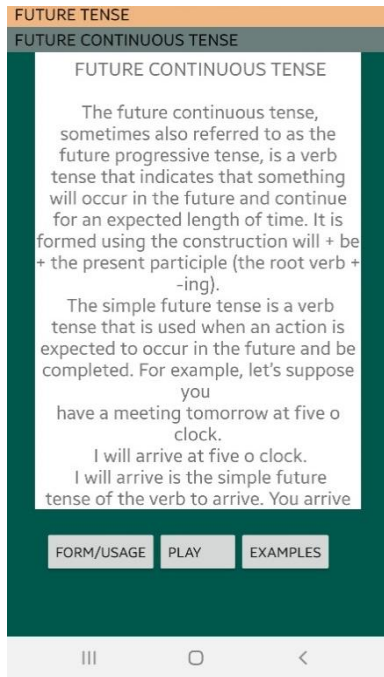 FUTURE TENSE
FUTURE CONTINUOUS TENSE
FUTURE CONTINUOUS TENSE
The future continuous tense,
sometimes also referred to as the
future progressive tense, is a verb
tense that indicates that something
will occur in the future and continue
for an expected length of time. It is
formed using the construction will + be
+ the present participle (the root verb +
-ing).
The simple future tense is a verb
tense that is used when an action is
expected to occur in the future and be
completed. For example, let's suppose
you
have a meeting tomorrow at five o
clock.
I will arrive at five o clock.
I will arrive is the simple future
tense of the verb to arrive. You arrive
FORM/USAGE PLAY EXAMPLES